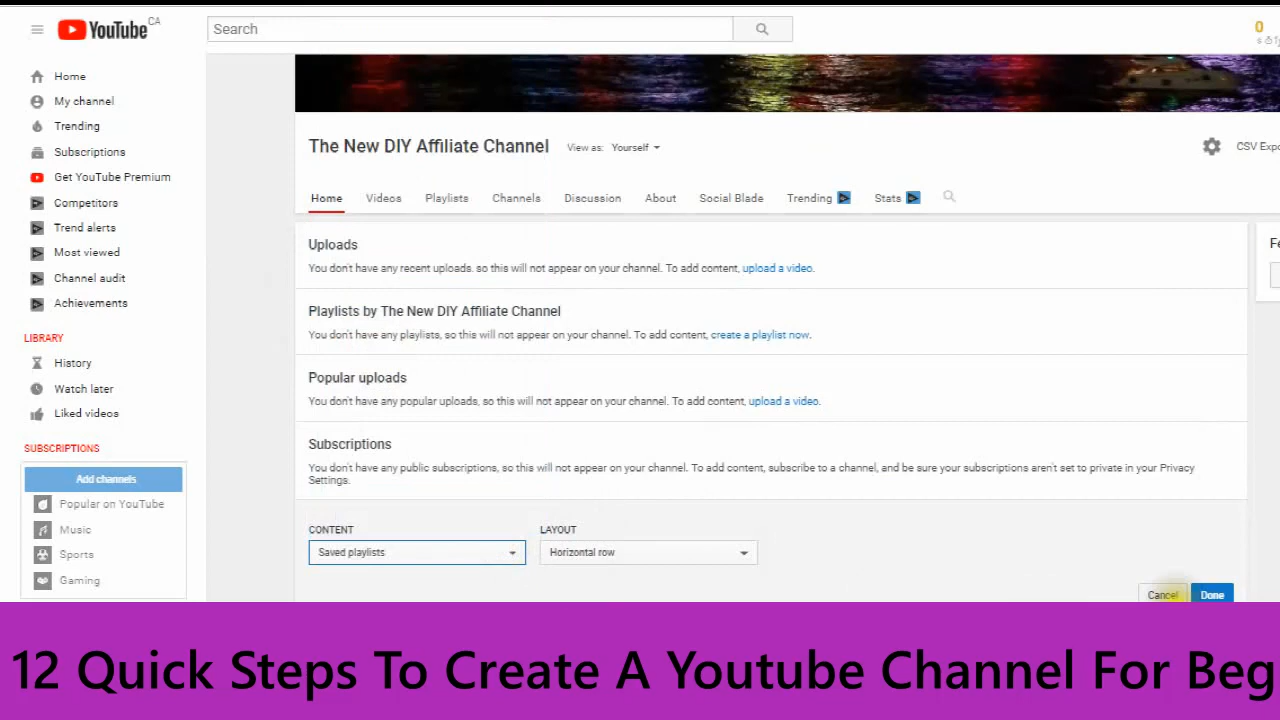 YouTube CA
Search
0
Home
My channel
Trending
Subscriptions
Get YouTube Premium
Competitors
Trend alerts
Most viewed
Channel audit
Achievements
LIBRARY
History
Watch later
Liked videos
SUBSCRIPTIONS
Add channels
Popular on YouTube
Music
Sports
Gaming
The New DIY Affiliate Channel
View as: Yourself
CSV Expo
Home Videos Playlists Channels Discussion About Social Blade Trending Stats
Uploads
You don't have any recent uploads. so this will not appear on your channel. To add content, upload a video.
Playlists by The New DIY Affiliate Channel
You don't have any playlists, so this will not appear on your channel. To add content, create a playlist now.
Popular uploads
You don't have any popular uploads, so this will not appear on your channel. To add content, upload a video.
Subscriptions
You don't have any public subscriptions, so this will not appear on your channel. To add content, subscribe to a channel, and be sure your subscriptions aren't set to private in your Privacy
Settings.
CONTENT LAYOUT
Saved playlists Horizontal row
Cancel Done
Fe
12 Quick Steps To Create A Youtube Channel For Beg